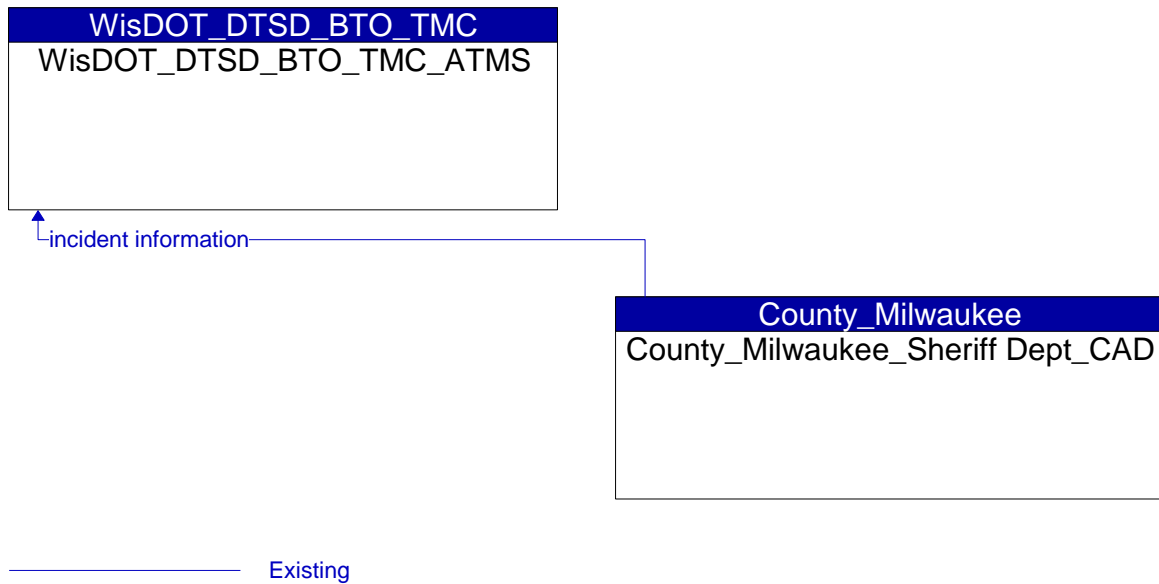 WisDOT_DTSD_BTO_TMC
WisDOT_DTSD_BTO_TMC_ATMS
incident information
County_Milwaukee
County_Milwaukee_Sheriff Dept_CAD
Existing